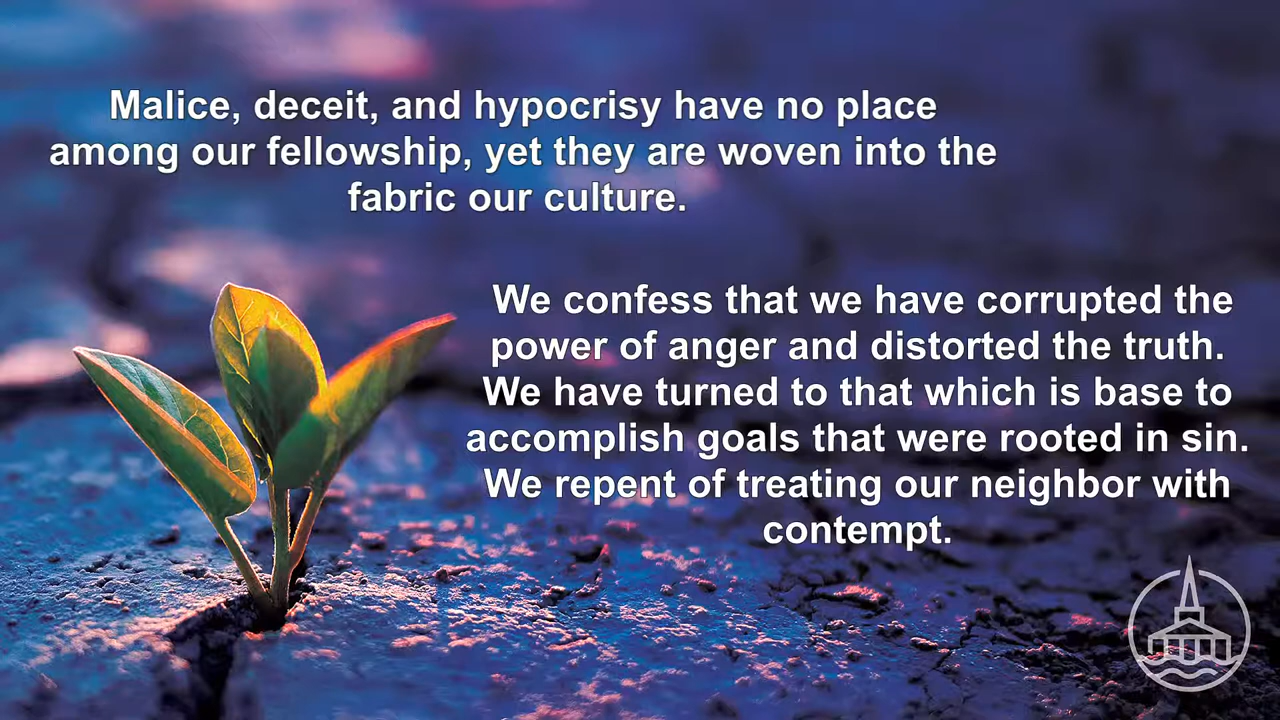 Malice, deceit, and hypocrisy have no place
among our fellowship, yet they are woven into the
fabric our culture.
We confess that we have corrupted the
power of anger and distorted the truth.
We have turned to that which is base to
accomplish goals that were rooted in sin.
We repent of treating our neighbor with
contempt.